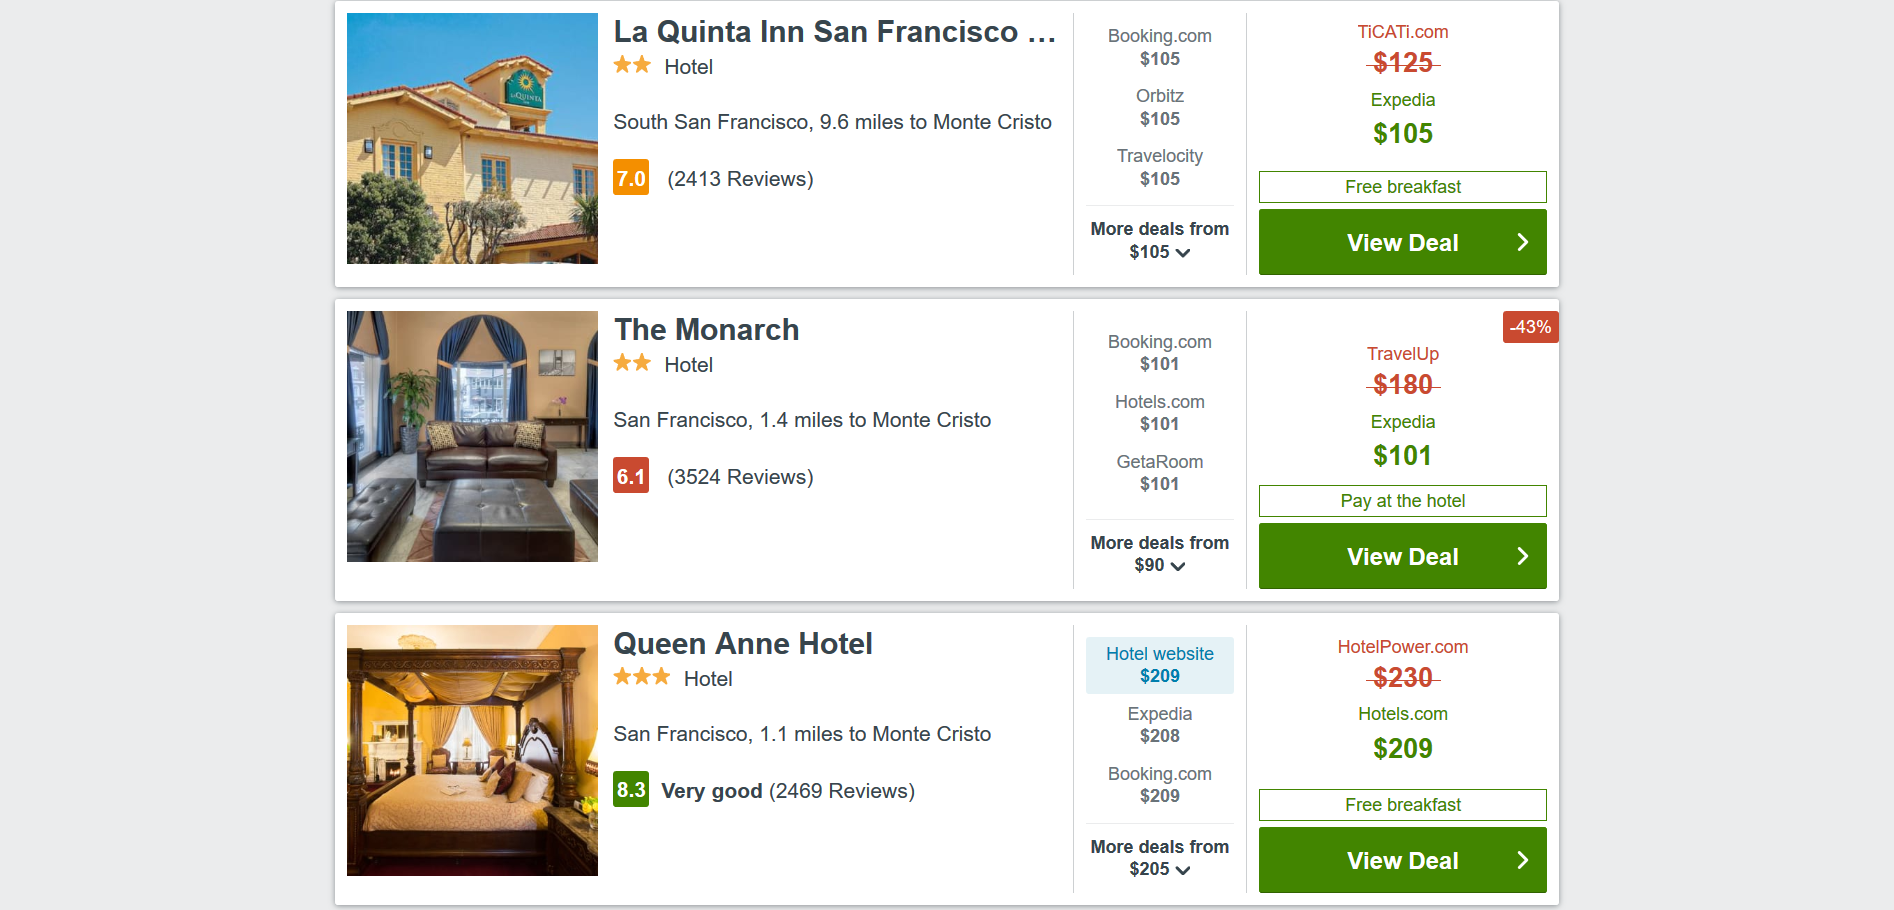 La Quinta Inn San Francisco ...
Hotel
South San Francisco, 9.6 miles to Monte Cristo
7.0 (2413 Reviews)
LAQUINTA
INN
Booking.com
$105
Orbitz
$105
Travelocity
$105
More deals from
$105
TiCATi.com
$125
Expedia
$105
Free breakfast
View Deal
The Monarch
Hotel
San Francisco, 1.4 miles to Monte Cristo
6.1 (3524 Reviews)
Booking.com
$101
Hotels.com
$101
GetaRoom
$101
More deals from
$90
-43%
TravelUp
$180
Expedia
$101
Pay at the hotel
View Deal
Queen Anne Hotel
Hotel
San Francisco, 1.1 miles to Monte Cristo
8.3 Very good (2469 Reviews)
Hotel website
$209
Expedia
$208
Booking.com
$209
More deals from
$205
HotelPower.com
$230
Hotels.com
$209
Free breakfast
View Deal